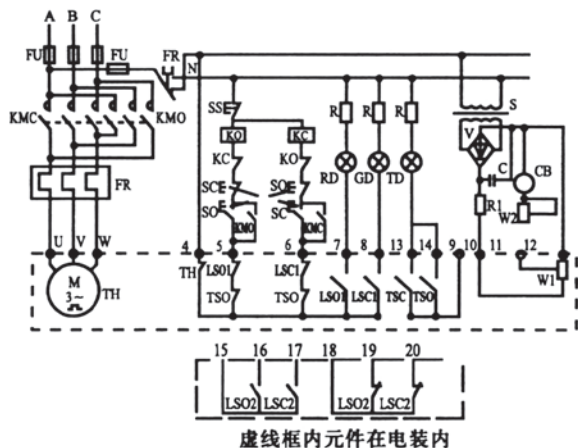 A B C
FU FU FR N
KMC KMO
SS
KO KC
KC KO
SC SO
SO SC
KMO KMC
R R R
RD GD TD
S
V
C
CB
R1
W2
FR
U V W
4 5 6 7 8 13 14 9 10 11 12
M
3~
TH
TH LSO1 LSC1
TSO TSO
LSO1 LSC1 TSC TSO
W1
15 16 17 18 19 20
LSO2 LSC2 LSO2 LSC2
虚线框内元件在电装内